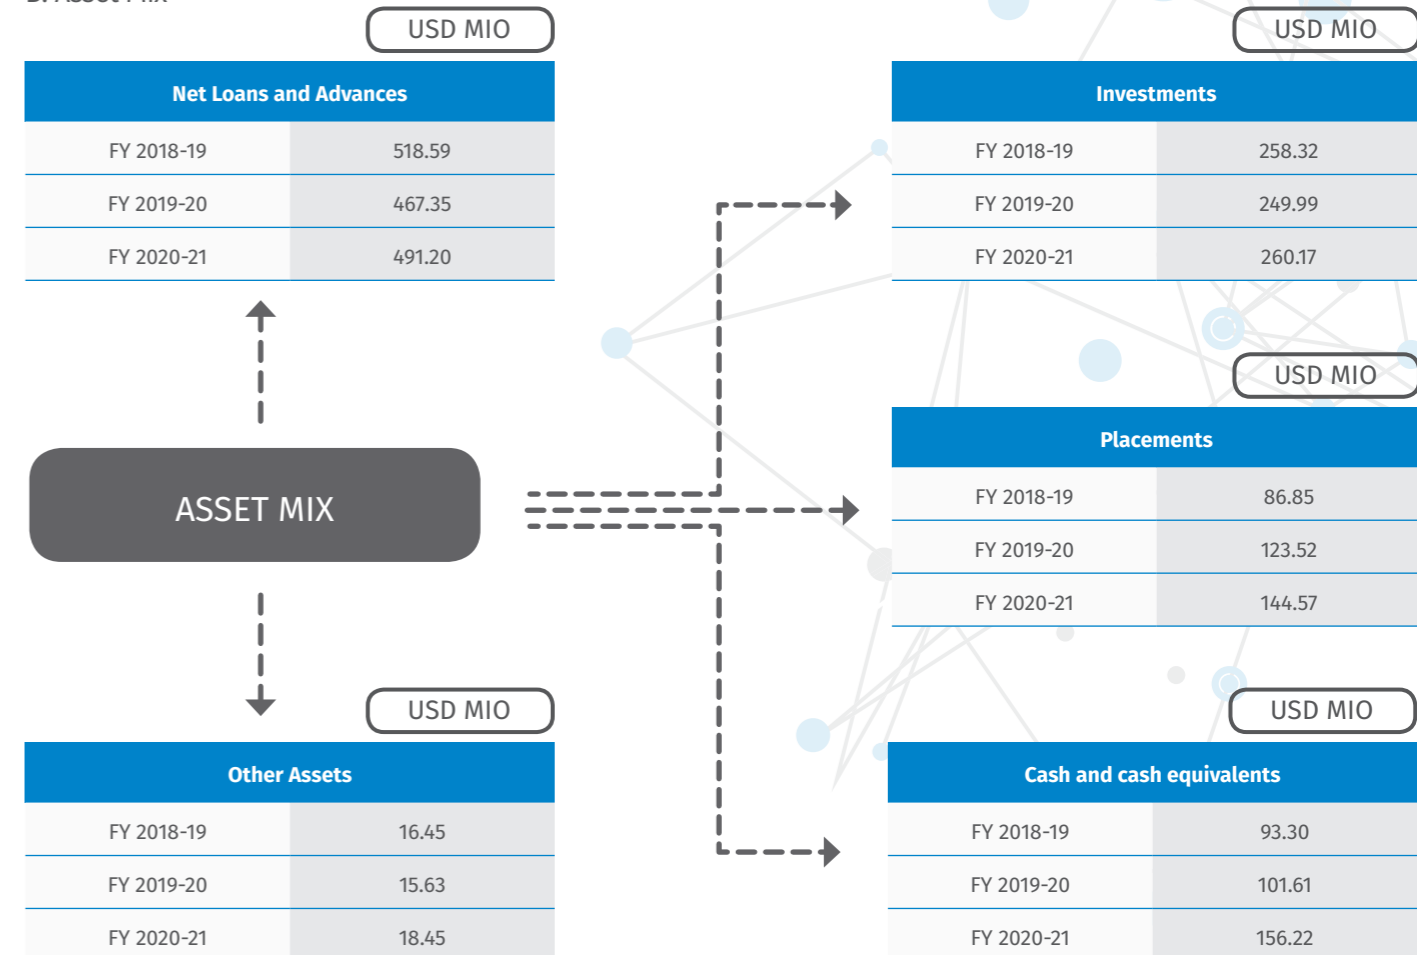 B. Asset Mix
USD MIO
Net Loans and Advances
FY 2018-19 518.59
FY 2019-20 467.35
FY 2020-21 491.20
USD MIO
Investments
FY 2018-19 258.32
FY 2019-20 249.99
FY 2020-21 260.17
ASSET MIX
USD MIO
Placements
FY 2018-19 86.85
FY 2019-20 123.52
FY 2020-21 144.57
USD MIO
Other Assets
FY 2018-19 16.45
FY 2019-20 15.63
FY 2020-21 18.45
USD MIO
Cash and cash equivalents
FY 2018-19 93.30
FY 2019-20 101.61
FY 2020-21 156.22